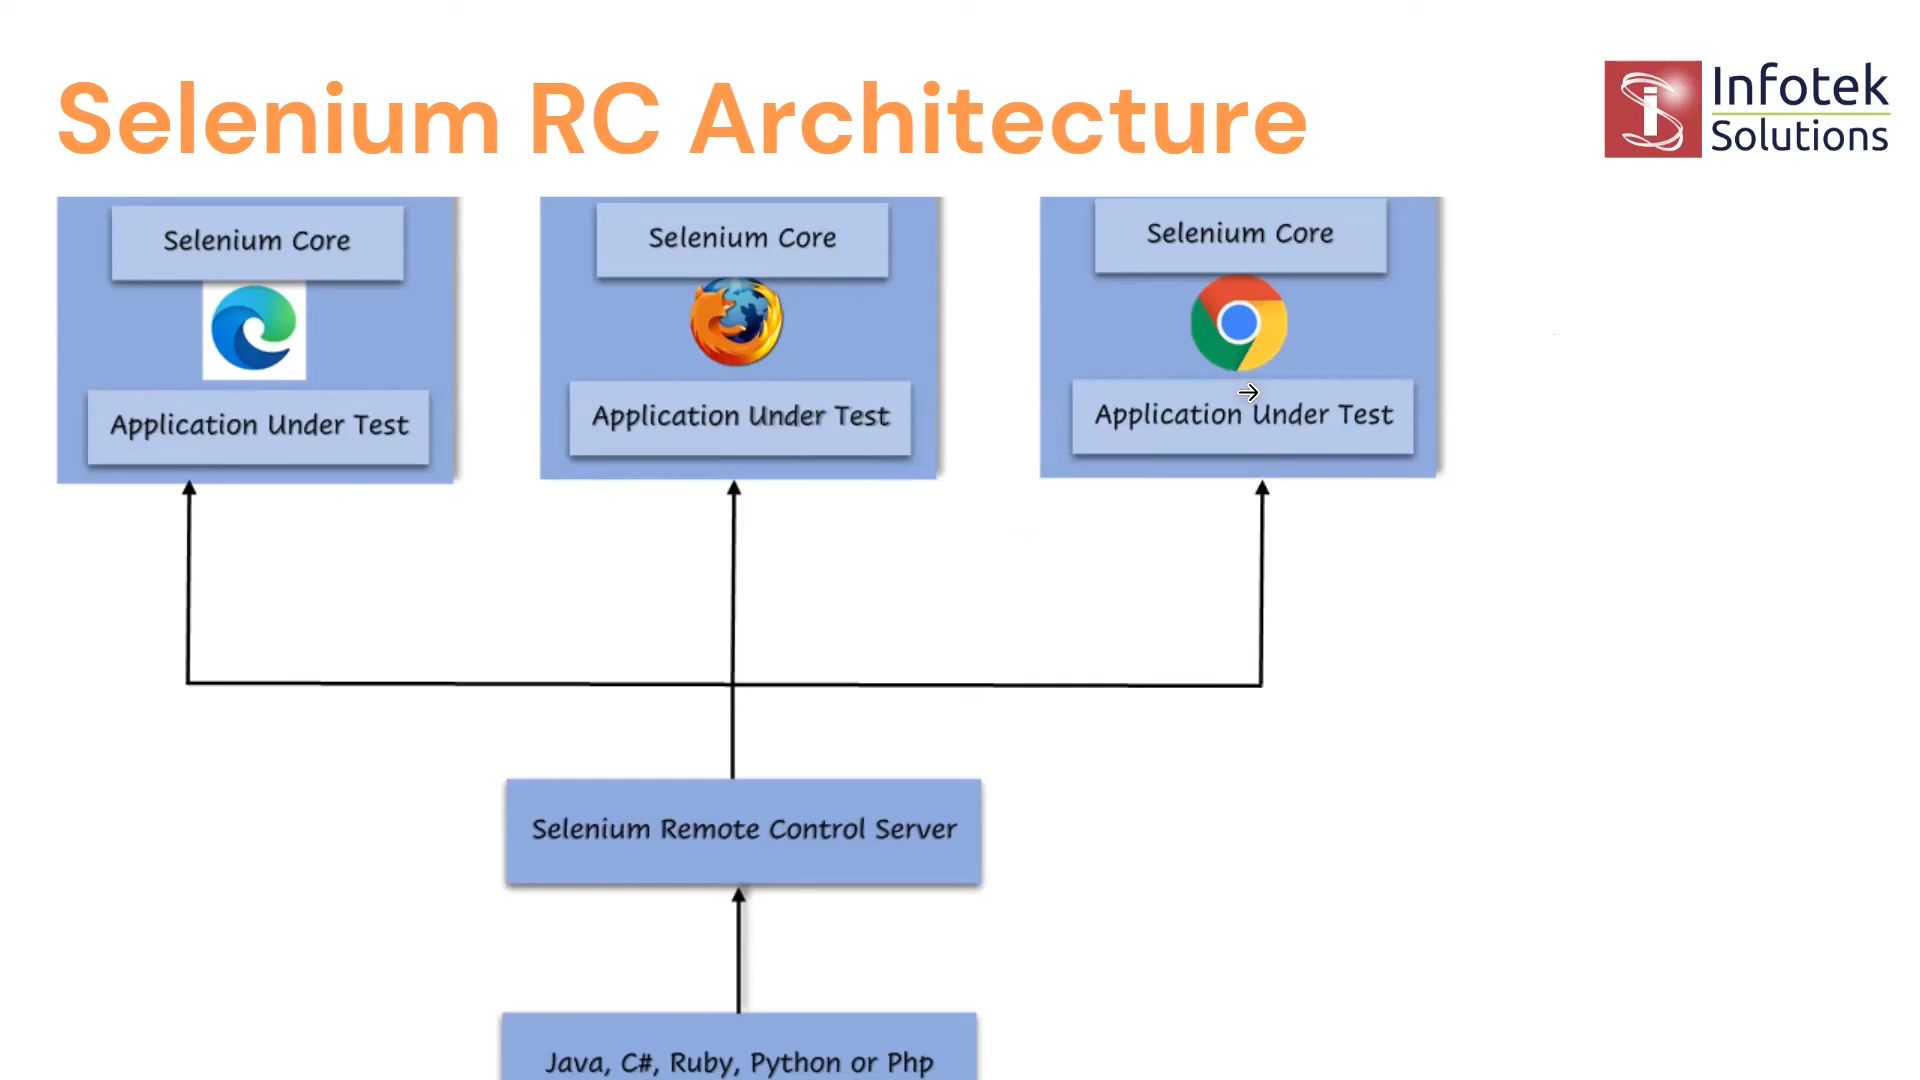 Selenium RC Architecture
Infotek
Solutions
Selenium Core
Application Under Test
Selenium Core
Application Under Test
Selenium Core
Application Under Test
Selenium Remote Control Server
Java, C#, Ruby, Python or Php